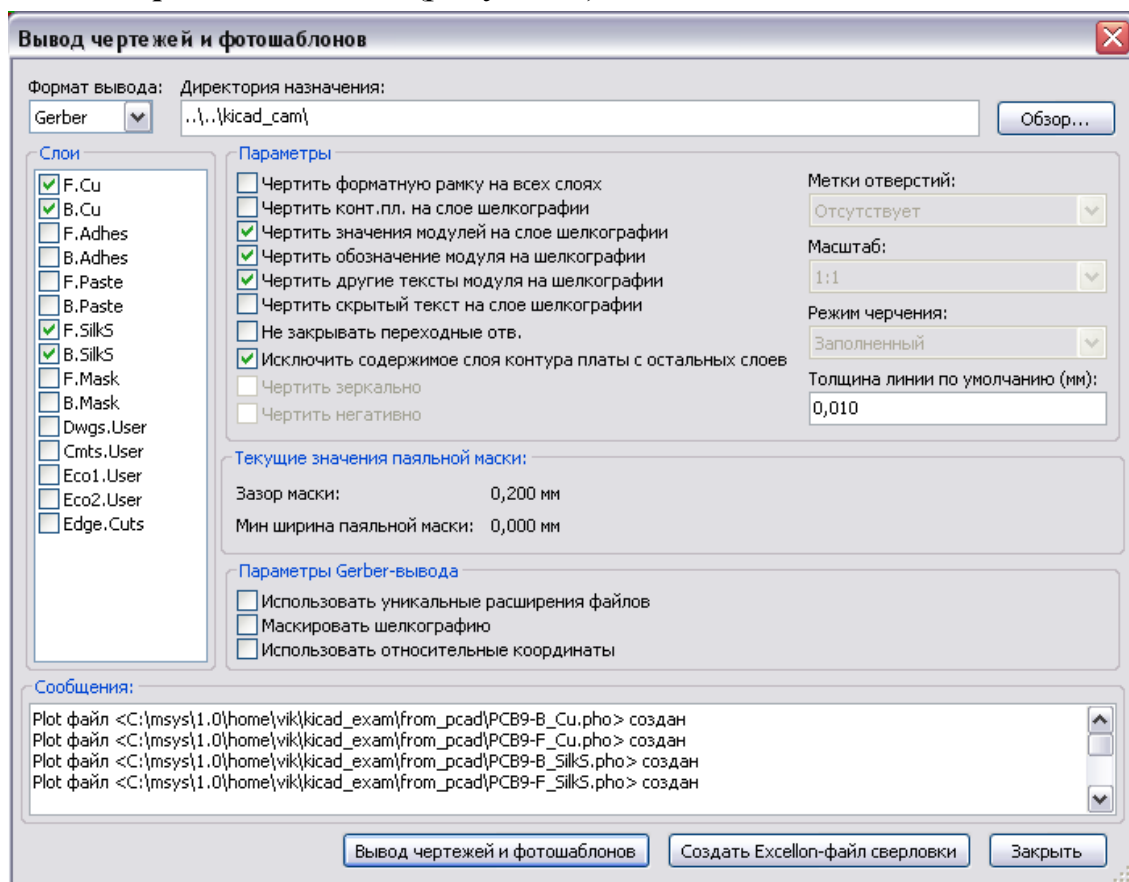 Вывод чертежей и фотошаблонов
Формат вывода: Директория назначения:
Gerber ..\..\kicad_cam\ Обзор...
Слои
F.Cu
B.Cu
F.Adhes
B.Adhes
F.Paste
B.Paste
F.SilkS
B.SilkS
F.Mask
B.Mask
Dwgs.User
Cmts.User
Eco1.User
Eco2.User
Edge.Cuts
Параметры
Чертить форматную рамку на всех слоях
Чертить конт.пл. на слое шелкографии
Чертить значения модулей на слое шелкографии
Чертить обозначение модуля на шелкографии
Чертить другие тексты модуля на шелкографии
Чертить скрытый текст на слое шелкографии
Не закрывать переходные отв.
Исключить содержимое слоя контура платы с остальных слоев
Чертить зеркально
Чертить негативно
Метки отверстий:
Отсутствует
Масштаб:
1:1
Режим черчения:
Заполненный
Толщина линии по умолчанию (мм):
0,010
Текущие значения паяльной маски:
Зазор маски: 0,200 мм
Мин ширина паяльной маски: 0,000 мм
Параметры Gerber-вывода
Использовать уникальные расширения файлов
Маскировать шелкографию
Использовать относительные координаты
Сообщения:
Plot файл <C:\msys\1.0\home\vik\kicad_exam\from_pcad\PCB9-B_Cu.pho> создан
Plot файл <C:\msys\1.0\home\vik\kicad_exam\from_pcad\PCB9-F_Cu.pho> создан
Plot файл <C:\msys\1.0\home\vik\kicad_exam\from_pcad\PCB9-B_SilkS.pho> создан
Plot файл <C:\msys\1.0\home\vik\kicad_exam\from_pcad\PCB9-F_SilkS.pho> создан
Вывод чертежей и фотошаблонов Создать Excellon-файл сверловки Закрыть